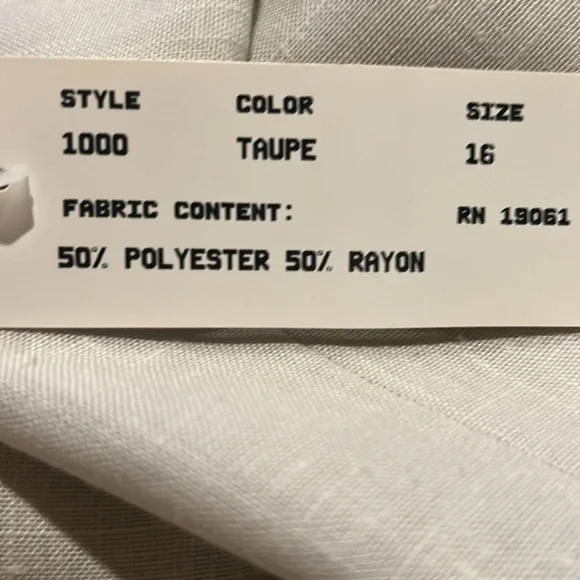 STYLE COLOR SIZE
1000 TAUPE 16
FABRIC CONTENT: RN 19061
50% POLYESTER 50% RAYON